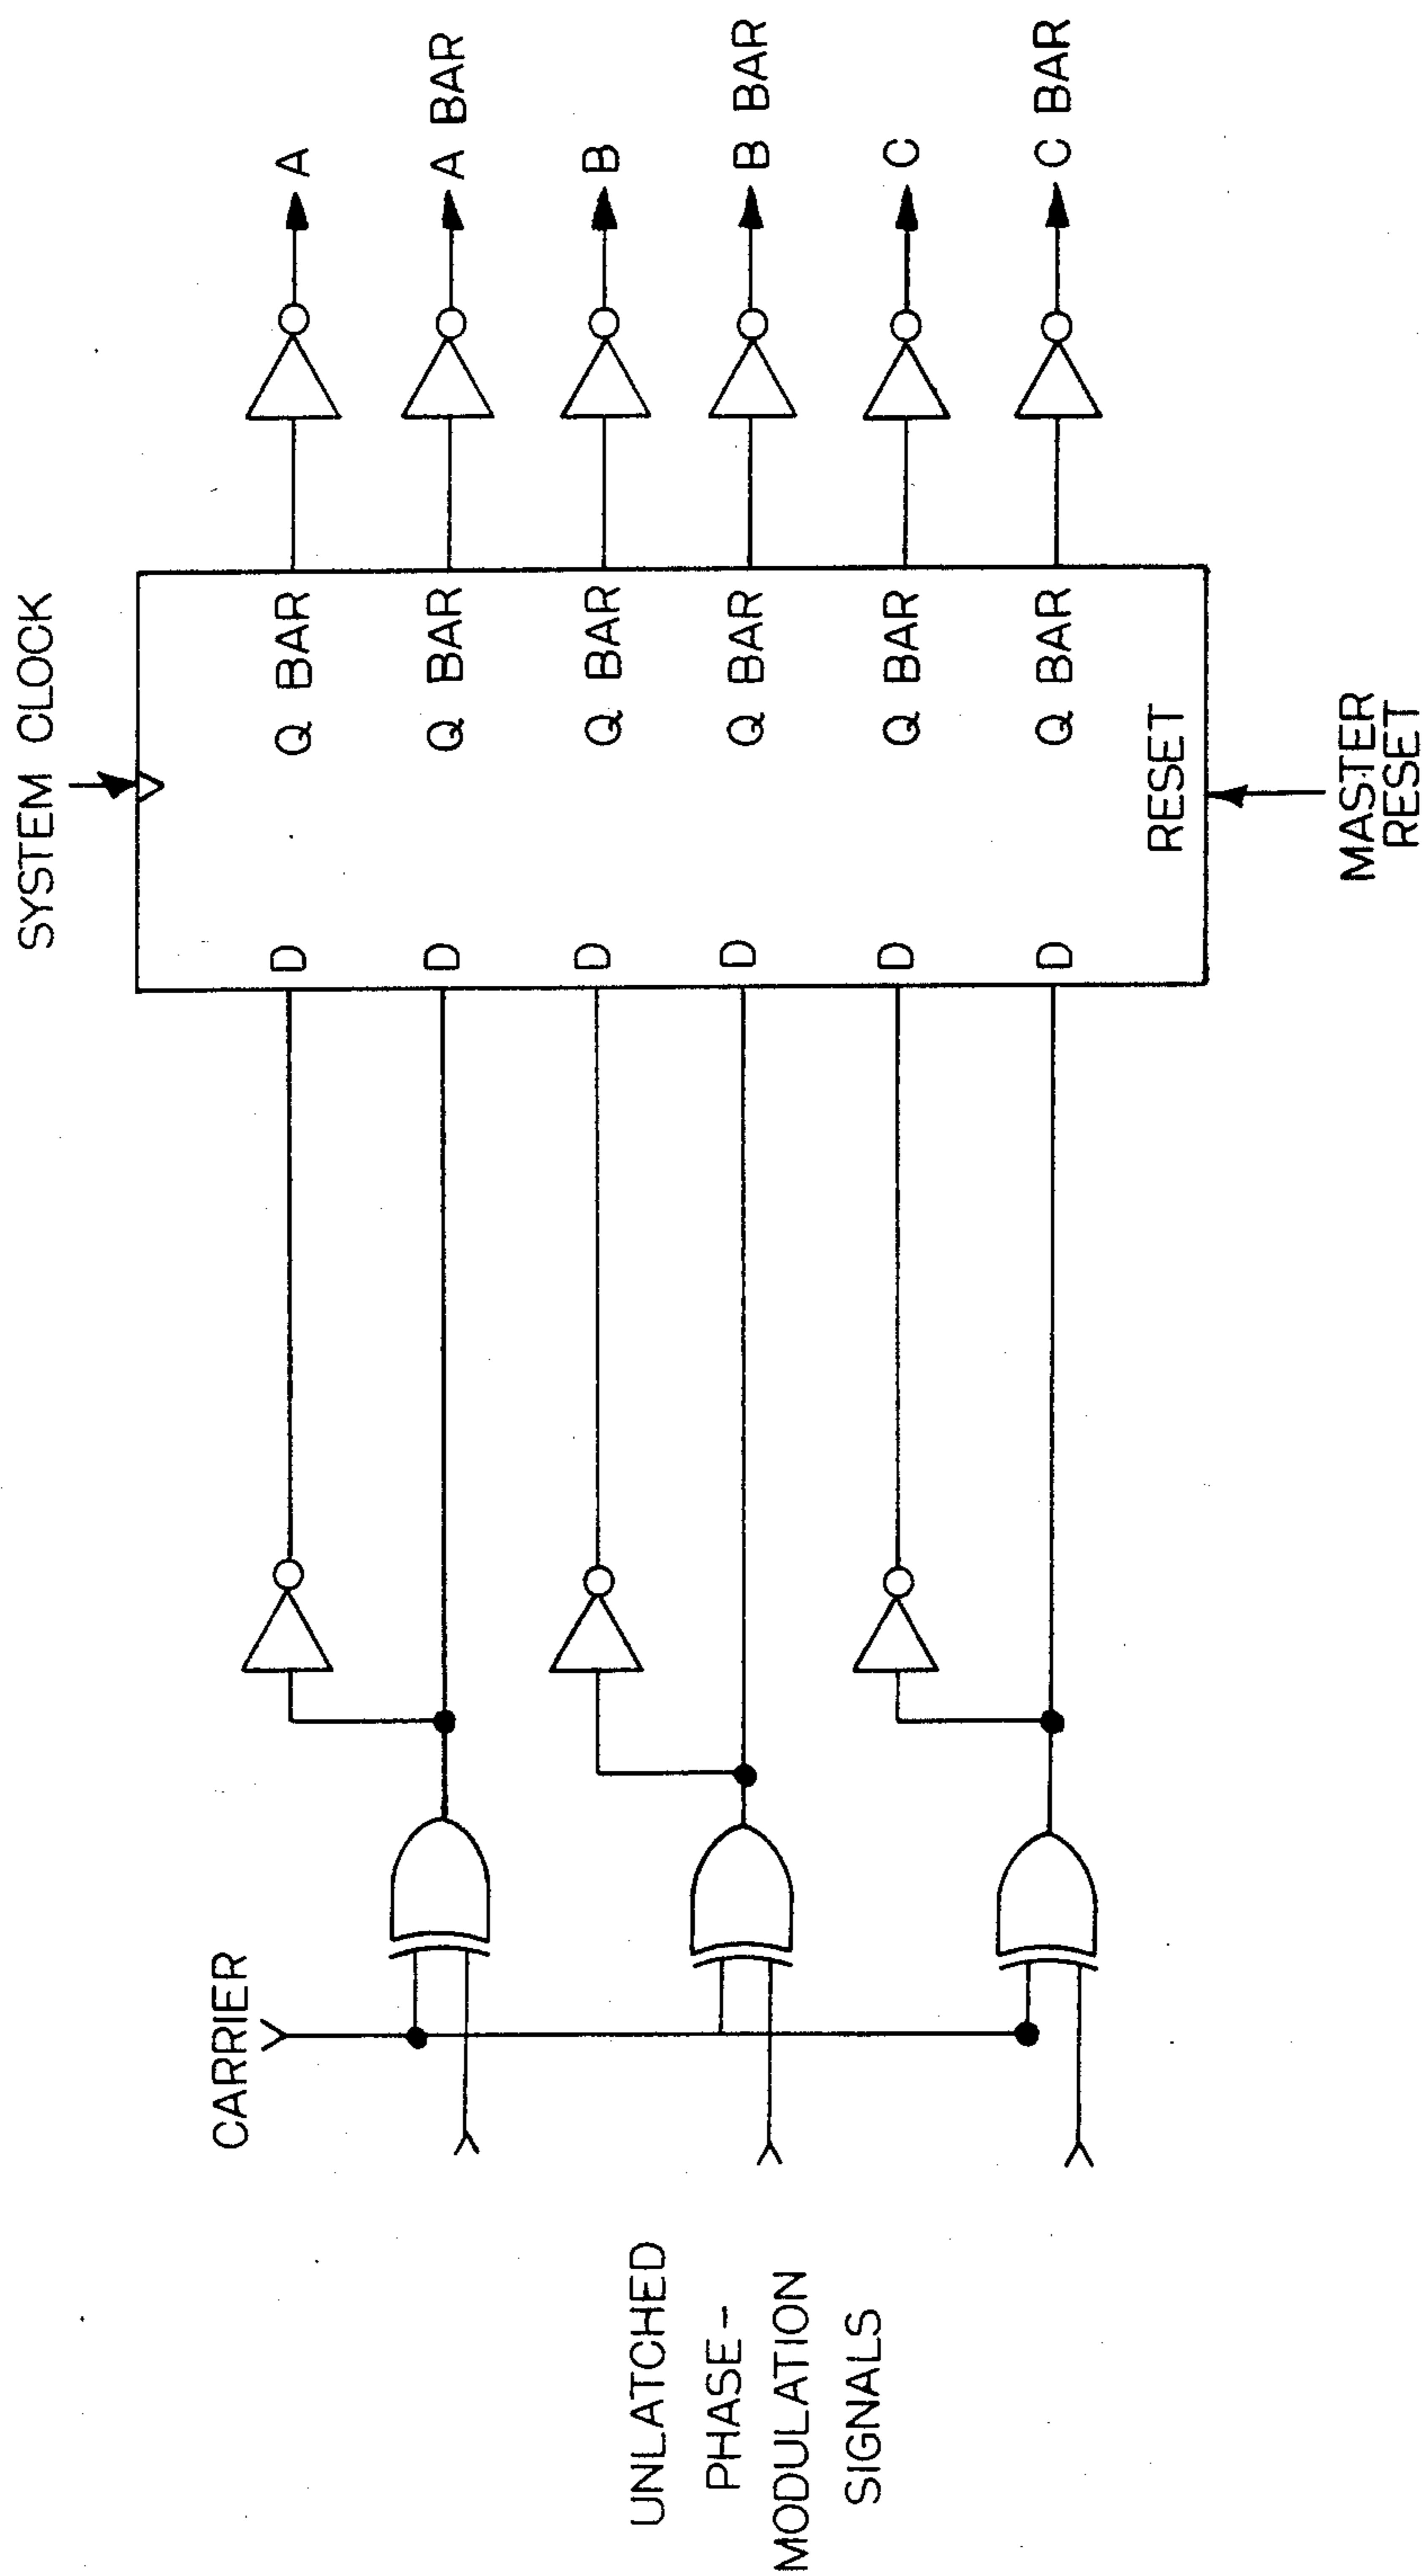 SYSTEM CLOCK
CARRIER
UNLATCHED
PHASE-
MODULATION
SIGNALS
D
Q BAR
A
D
Q BAR
A BAR
D
Q BAR
B
D
Q BAR
B BAR
D
Q BAR
C
D
Q BAR
C BAR
RESET
MASTER
RESET